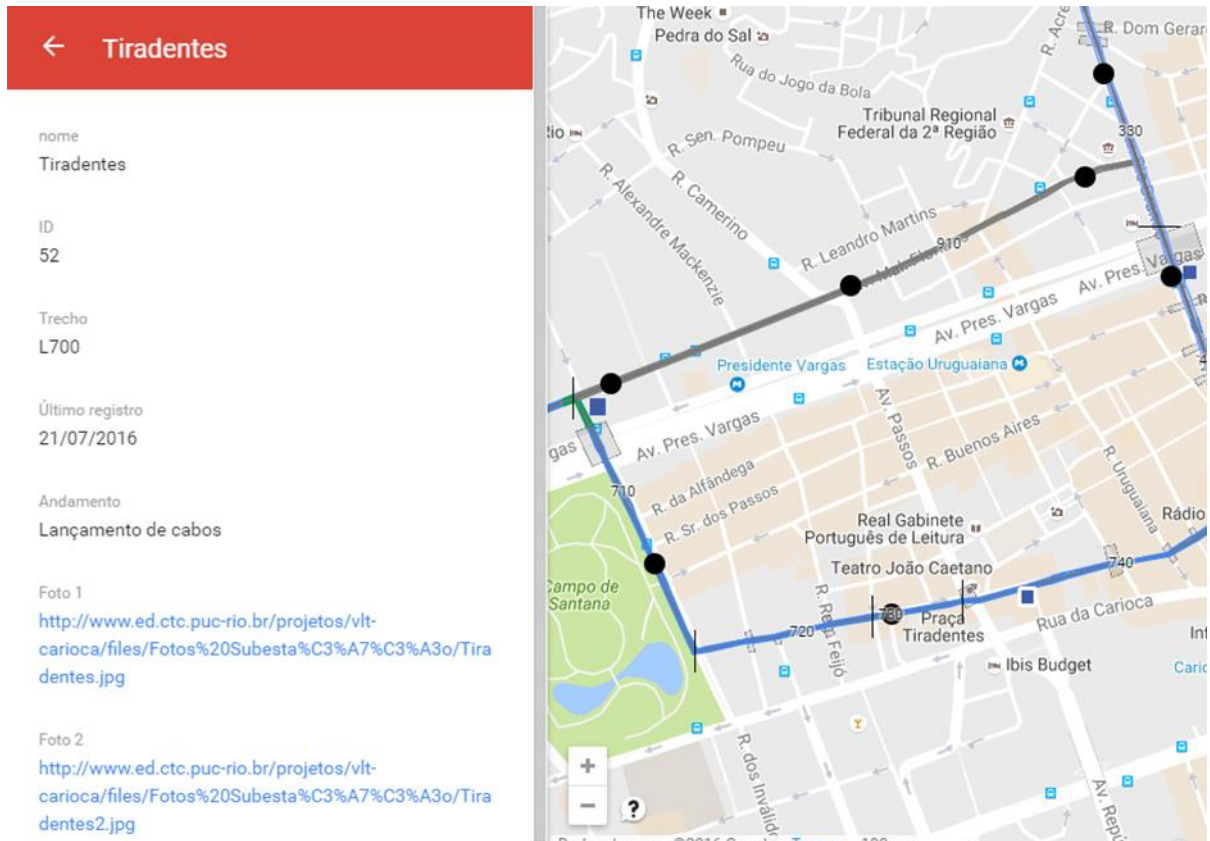 Tiradentes
nome
Tiradentes
ID
52
Trecho
L700
Último registro
21/07/2016
Andamento
Lançamento de cabos
Foto 1
http://www.ed.ctc.puc-rio.br/projetos/vlt-
carioca/files/Fotos%20Subesta%C3%A7%C3%A3o/Tira
dentes.jpg
Foto 2
http://www.ed.ctc.puc-rio.br/projetos/vlt-
carioca/files/Fotos%20Subesta%C3%A7%C3%A3o/Tira
dentes2.jpg
The Week
Pedra do Sal
R. Acre
R. Dom Gerar
Rua do Jogo da Bola
Tribunal Regional
Federal da 2ª Região
330
R. Sen. Pompeu
R. Camerino
R. Alexandre Mackenzie
R. Leandro Martins
910
Av. Pres. Vargas
Av. Pres. Vargas
Presidente Vargas
Estação Uruguaiana
gas
Av. Pres. Vargas
Av. Passos
R. Buenos Aires
R. Uruguaiana
710
R. da Alfândega
R. Sr. dos Passos
Real Gabinete
Português de Leitura
Rádio
Teatro João Caetano
740
Campo de
Santana
R. Regente Feijó
720
Praça
Tiradentes
Rua da Carioca
Ibis Budget
R. dos Inválid
Av. Repú
+
−
?